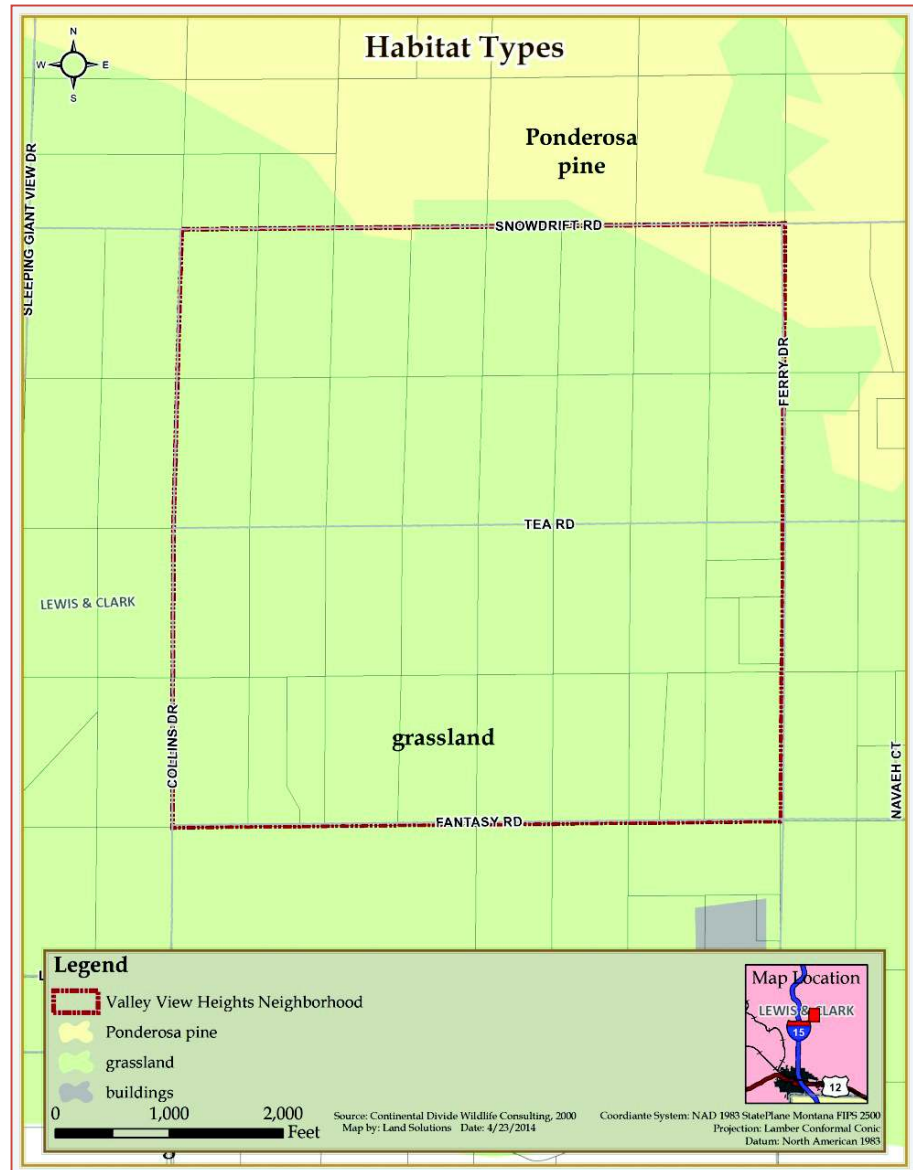 Habitat Types
N
W
E
S
Ponderosa
pine
SLEEPING GIANT VIEW DR
SNOWDRIFT RD
FERRY DR
TEA RD
LEWIS & CLARK
COLLINS DR
grassland
NAVAEH CT
FANTASY RD
Legend
Valley View Heights Neighborhood
Ponderosa pine
grassland
buildings
0 1,000 2,000
Feet
Source: Continental Divide Wildlife Consulting, 2000
Map by: Land Solutions Date: 4/23/2014
Coordiante System: NAD 1983 StatePlane Montana FIPS 2500
Projection: Lamber Conformal Conic
Datum: North American 1983
Map Location
LEWIS & CLARK
15
12